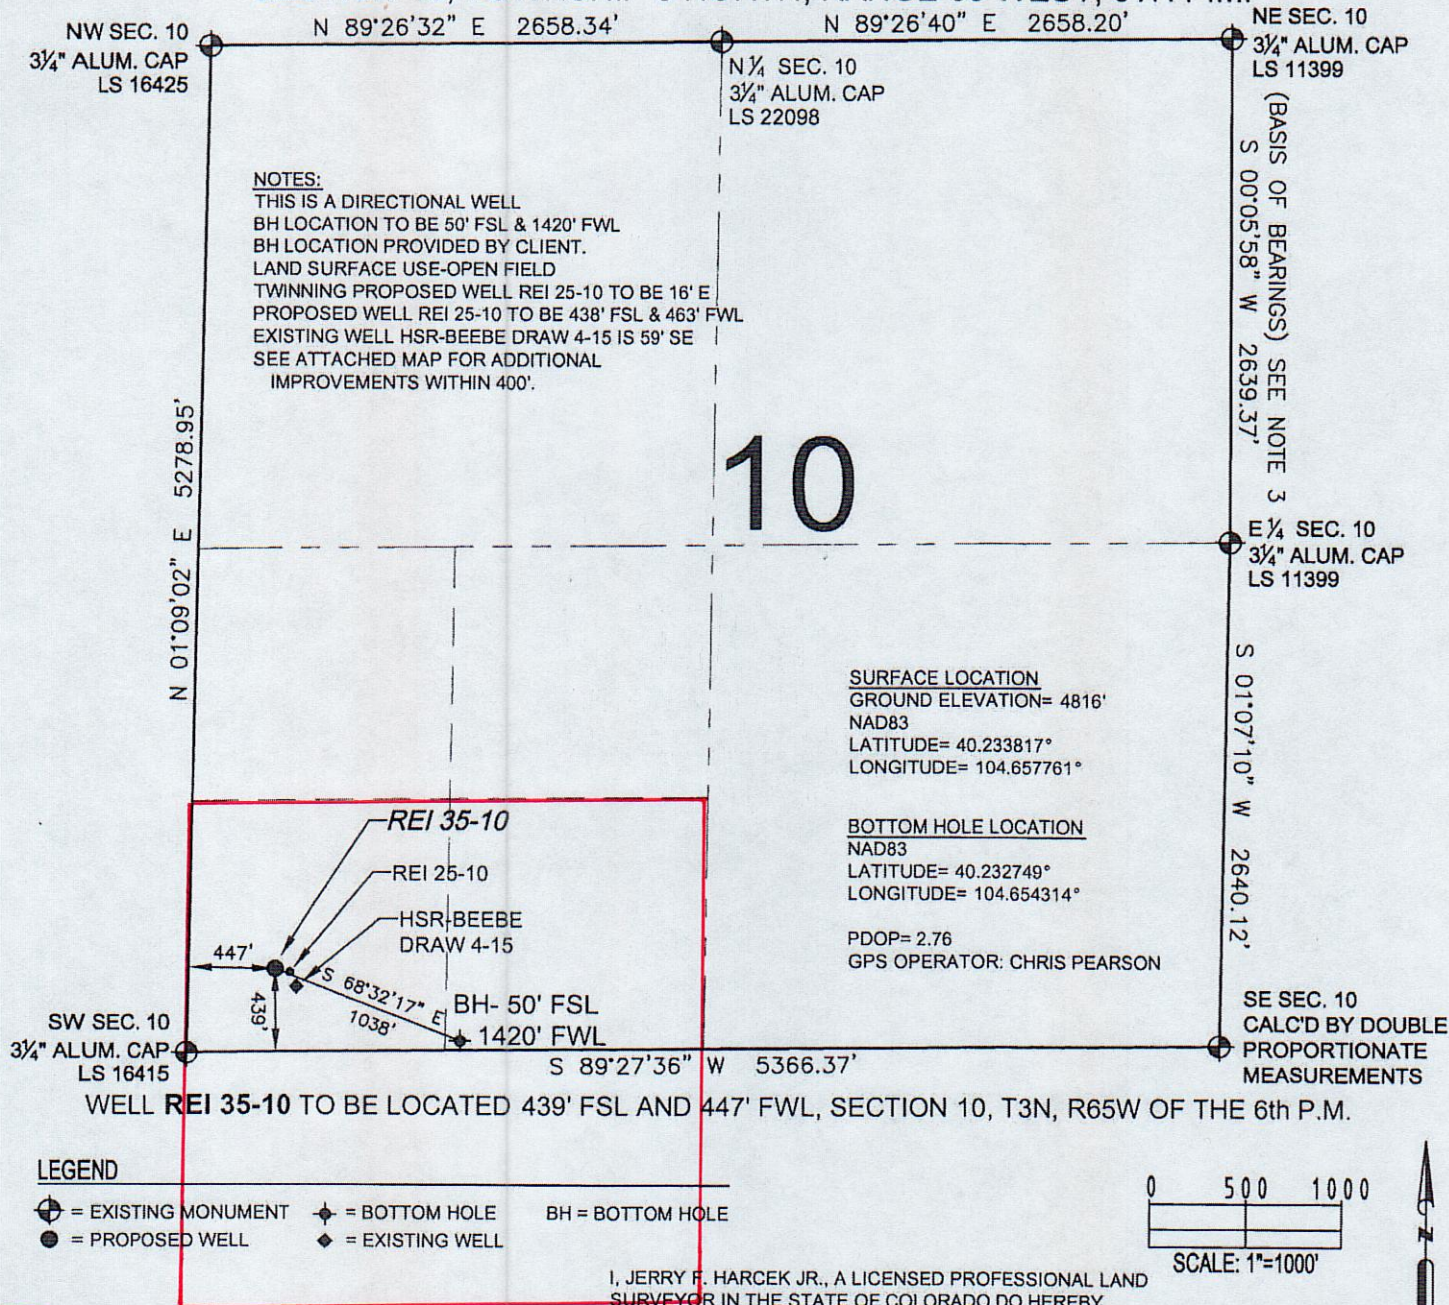 NW SEC. 10
3¼" ALUM. CAP
LS 16425
N 89°26'32" E 2658.34'
N 89°26'40" E 2658.20'
NE SEC. 10
3¼" ALUM. CAP
LS 11399
N ¼ SEC. 10
3¼" ALUM. CAP
LS 22098
(BASIS OF BEARINGS) SEE NOTE 3
S 00°05'58" W 2639.37'
NOTES:
THIS IS A DIRECTIONAL WELL
BH LOCATION TO BE 50' FSL & 1420' FWL
BH LOCATION PROVIDED BY CLIENT.
LAND SURFACE USE-OPEN FIELD
TWINNING PROPOSED WELL REI 25-10 TO BE 16' E
PROPOSED WELL REI 25-10 TO BE 438' FSL & 463' FWL
EXISTING WELL HSR-BEEBE DRAW 4-15 IS 59' SE
SEE ATTACHED MAP FOR ADDITIONAL
IMPROVEMENTS WITHIN 400'.
N 01°09'02" E 5278.95'
10
E ¼ SEC. 10
3¼" ALUM. CAP
LS 11399
S 01°07'10" W 2640.12'
SURFACE LOCATION
GROUND ELEVATION= 4816'
NAD83
LATITUDE= 40.233817°
LONGITUDE= 104.657761°
BOTTOM HOLE LOCATION
NAD83
LATITUDE= 40.232749°
LONGITUDE= 104.654314°
PDOP= 2.76
GPS OPERATOR: CHRIS PEARSON
REI 35-10
REI 25-10
HSR-BEEBE
DRAW 4-15
447'
439'
S 68°32'17" E
1038'
BH- 50' FSL
1420' FWL
SW SEC. 10
3¼" ALUM. CAP
LS 16415
S 89°27'36" W 5366.37'
SE SEC. 10
CALC'D BY DOUBLE
PROPORTIONATE
MEASUREMENTS
WELL REI 35-10 TO BE LOCATED 439' FSL AND 447' FWL, SECTION 10, T3N, R65W OF THE 6th P.M.
LEGEND
= EXISTING MONUMENT
= BOTTOM HOLE
BH = BOTTOM HOLE
= PROPOSED WELL
= EXISTING WELL
0 500 1000
SCALE: 1"=1000'
N
I, JERRY F. HARCEK JR., A LICENSED PROFESSIONAL LAND
SURVEYOR IN THE STATE OF COLORADO DO HEREBY